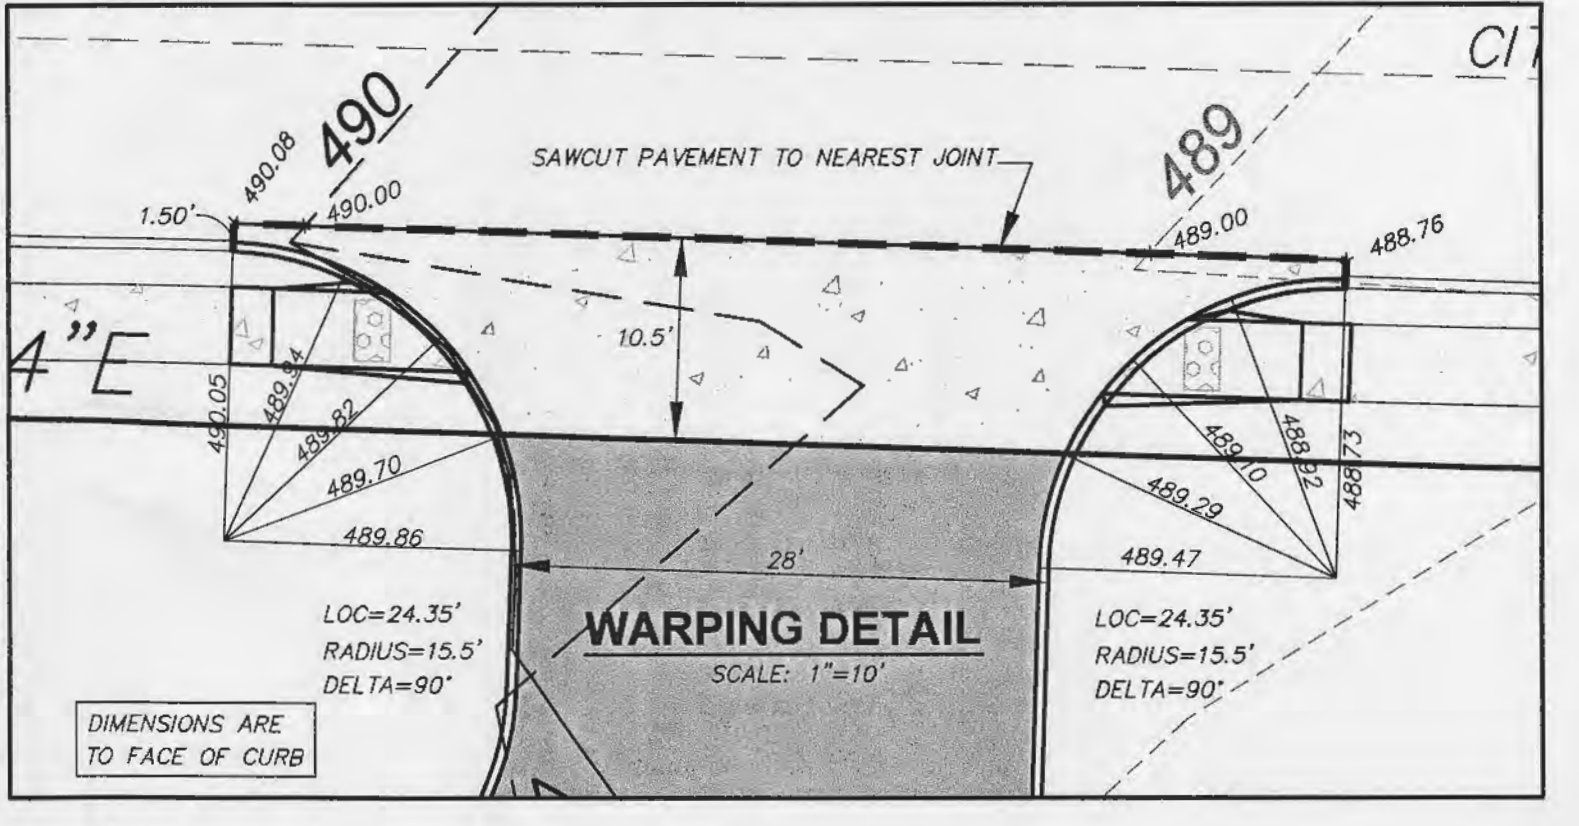 CIT
490.08
490
489
SAWCUT PAVEMENT TO NEAREST JOINT
1.50'
490.00
489.00
488.76
10.5'
4"E
490.05
489.94
489.82
489.70
489.86
28'
489.10
488.92
488.73
489.29
489.47
WARPING DETAIL
SCALE: 1"=10'
LOC=24.35'
RADIUS=15.5'
DELTA=90°
LOC=24.35'
RADIUS=15.5'
DELTA=90°
DIMENSIONS ARE
TO FACE OF CURB